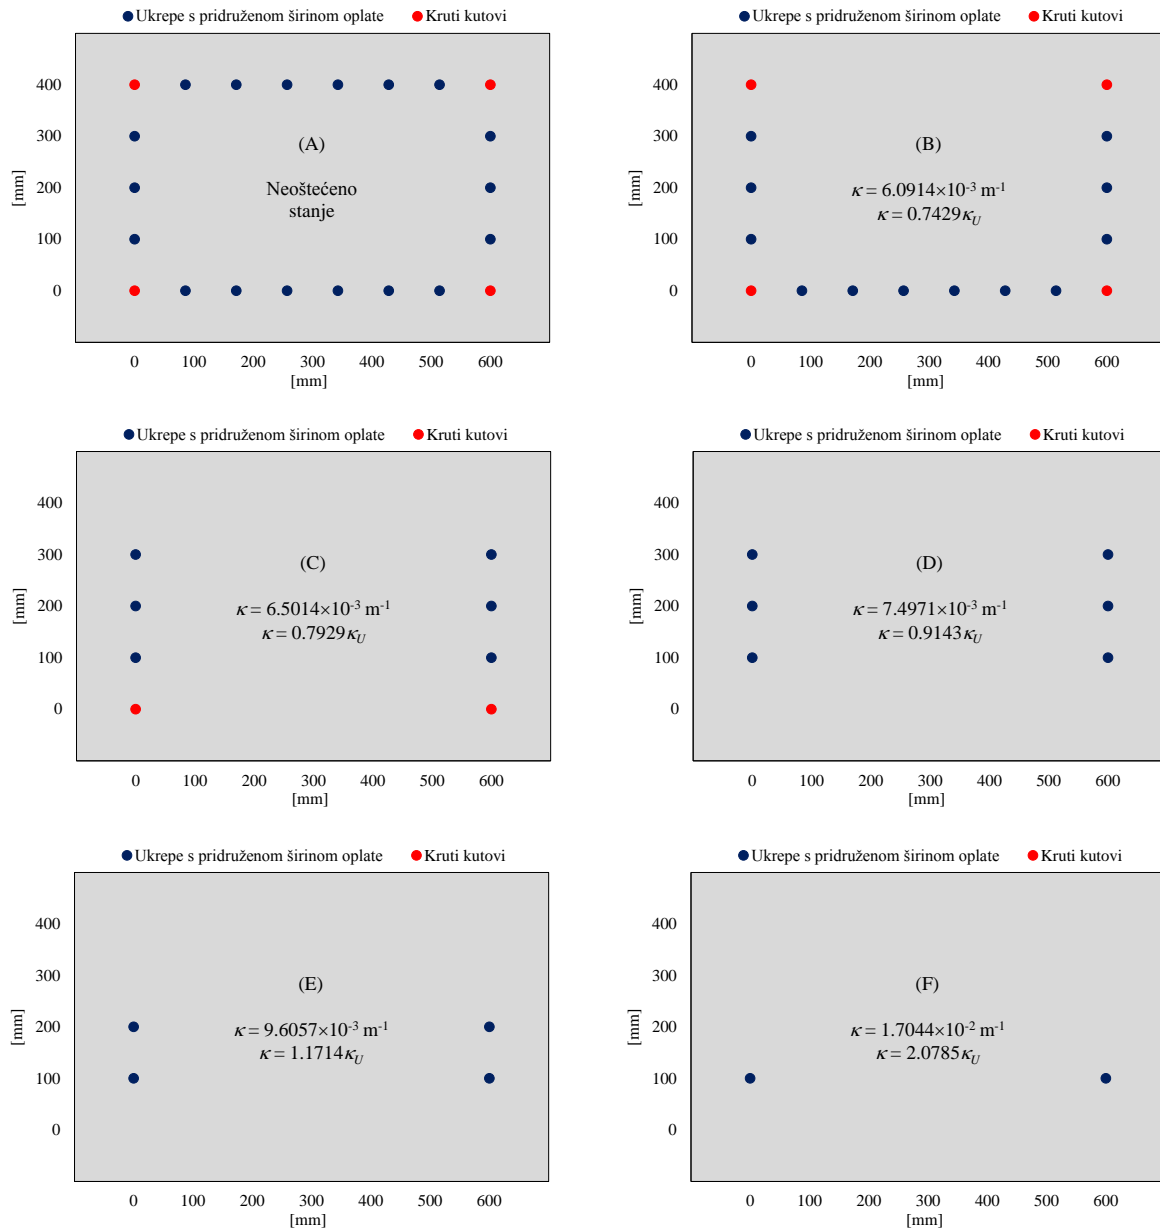 Ukrepe s pridruženom širinom oplate Kruti kutovi
400
300
200
100
0
[mm]
(A)
Neoštećeno
stanje
0 100 200 300 400 500 600
[mm]
Ukrepe s pridruženom širinom oplate Kruti kutovi
400
300
200
100
0
[mm]
(B)
κ = 6.0914×10⁻³ m⁻¹
κ = 0.7429κ_U
0 100 200 300 400 500 600
[mm]
Ukrepe s pridruženom širinom oplate Kruti kutovi
400
300
200
100
0
[mm]
(C)
κ = 6.5014×10⁻³ m⁻¹
κ = 0.7929κ_U
0 100 200 300 400 500 600
[mm]
Ukrepe s pridruženom širinom oplate Kruti kutovi
400
300
200
100
0
[mm]
(D)
κ = 7.4971×10⁻³ m⁻¹
κ = 0.9143κ_U
0 100 200 300 400 500 600
[mm]
Ukrepe s pridruženom širinom oplate Kruti kutovi
400
300
200
100
0
[mm]
(E)
κ = 9.6057×10⁻³ m⁻¹
κ = 1.1714κ_U
0 100 200 300 400 500 600
[mm]
Ukrepe s pridruženom širinom oplate Kruti kutovi
400
300
200
100
0
[mm]
(F)
κ = 1.7044×10⁻² m⁻¹
κ = 2.0785κ_U
0 100 200 300 400 500 600
[mm]